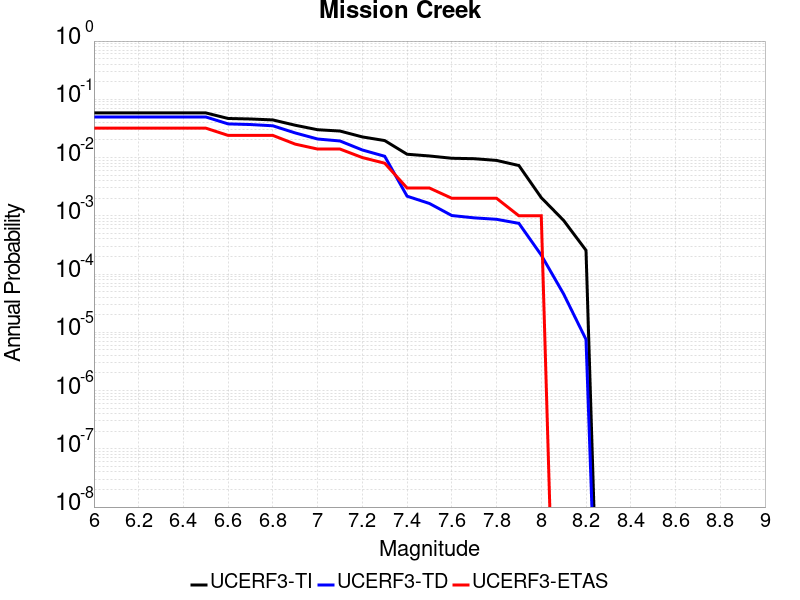 Mission Creek
10^0
10^-1
10^-2
10^-3
10^-4
10^-5
10^-6
10^-7
10^-8
Annual Probability
6 6.2 6.4 6.6 6.8 7 7.2 7.4 7.6 7.8 8 8.2 8.4 8.6 8.8 9
Magnitude
UCERF3-TI UCERF3-TD UCERF3-ETAS